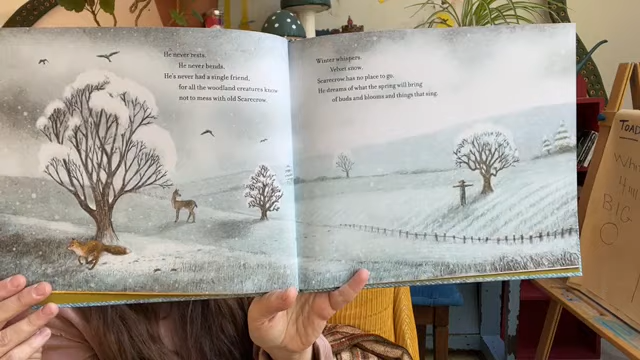 He never rests.
He never bends.
He's never had a single friend,
for all the woodland creatures know
not to mess with old Scarecrow.
Winter whispers.
Velvet snow.
Scarecrow has no place to go.
He dreams of what the spring will bring
of buds and blooms and things that sing.
BIG